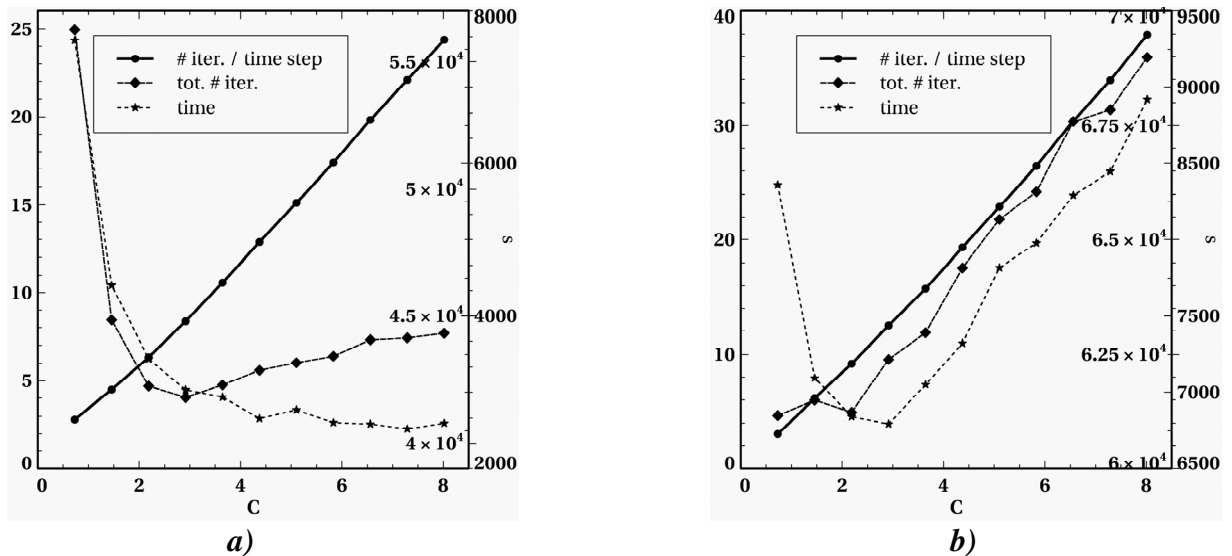 25
20
15
10
5
0
# iter. / time step
tot. # iter.
time
5.5 × 10⁴
5 × 10⁴
4.5 × 10⁴
4 × 10⁴
8000
6000
4000
2000
s
0 2 4 6 8
C
a)
40
30
20
10
0
# iter. / time step
tot. # iter.
time
7 × 10⁴
6.75 × 10⁴
6.5 × 10⁴
6.25 × 10⁴
6 × 10⁴
9500
9000
8500
7500
7000
6500
s
0 2 4 6 8
C
b)